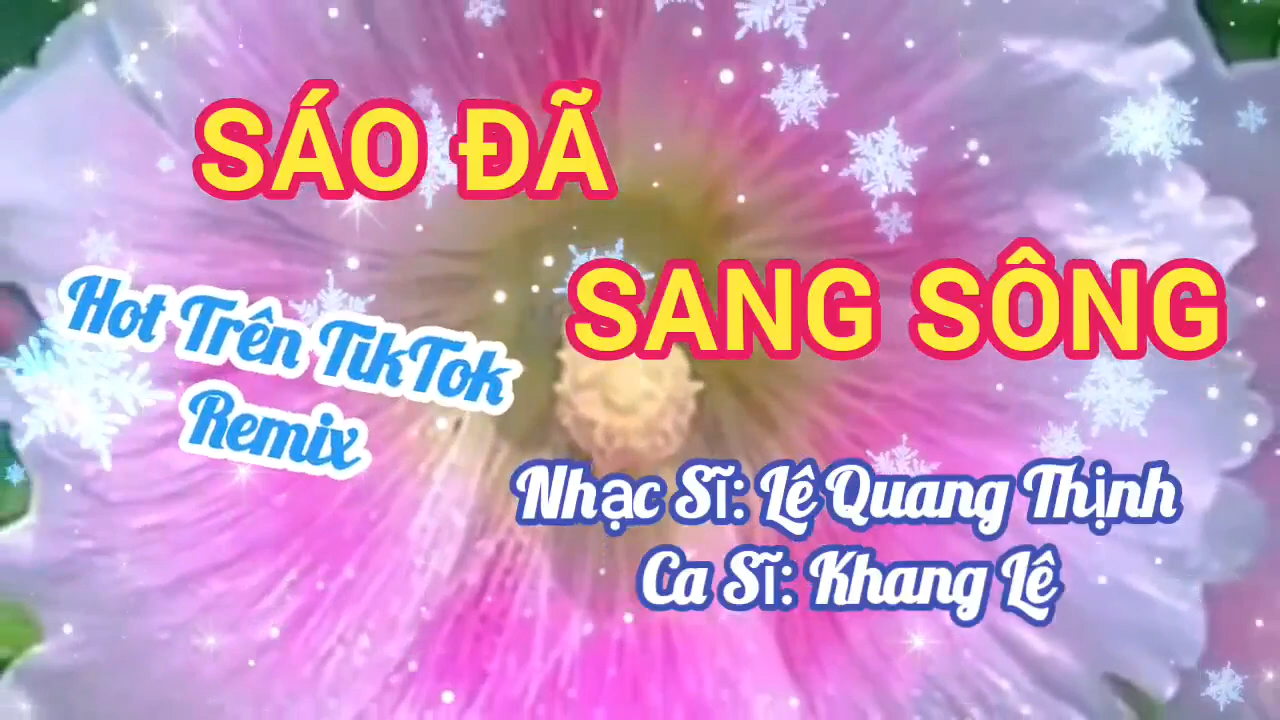 SÁO ĐÃ
SANG SÔNG
Hot Trên TikTok
Remix
Nhạc Sĩ: Lê Quang Thịnh
Ca Sĩ: Khang Lê